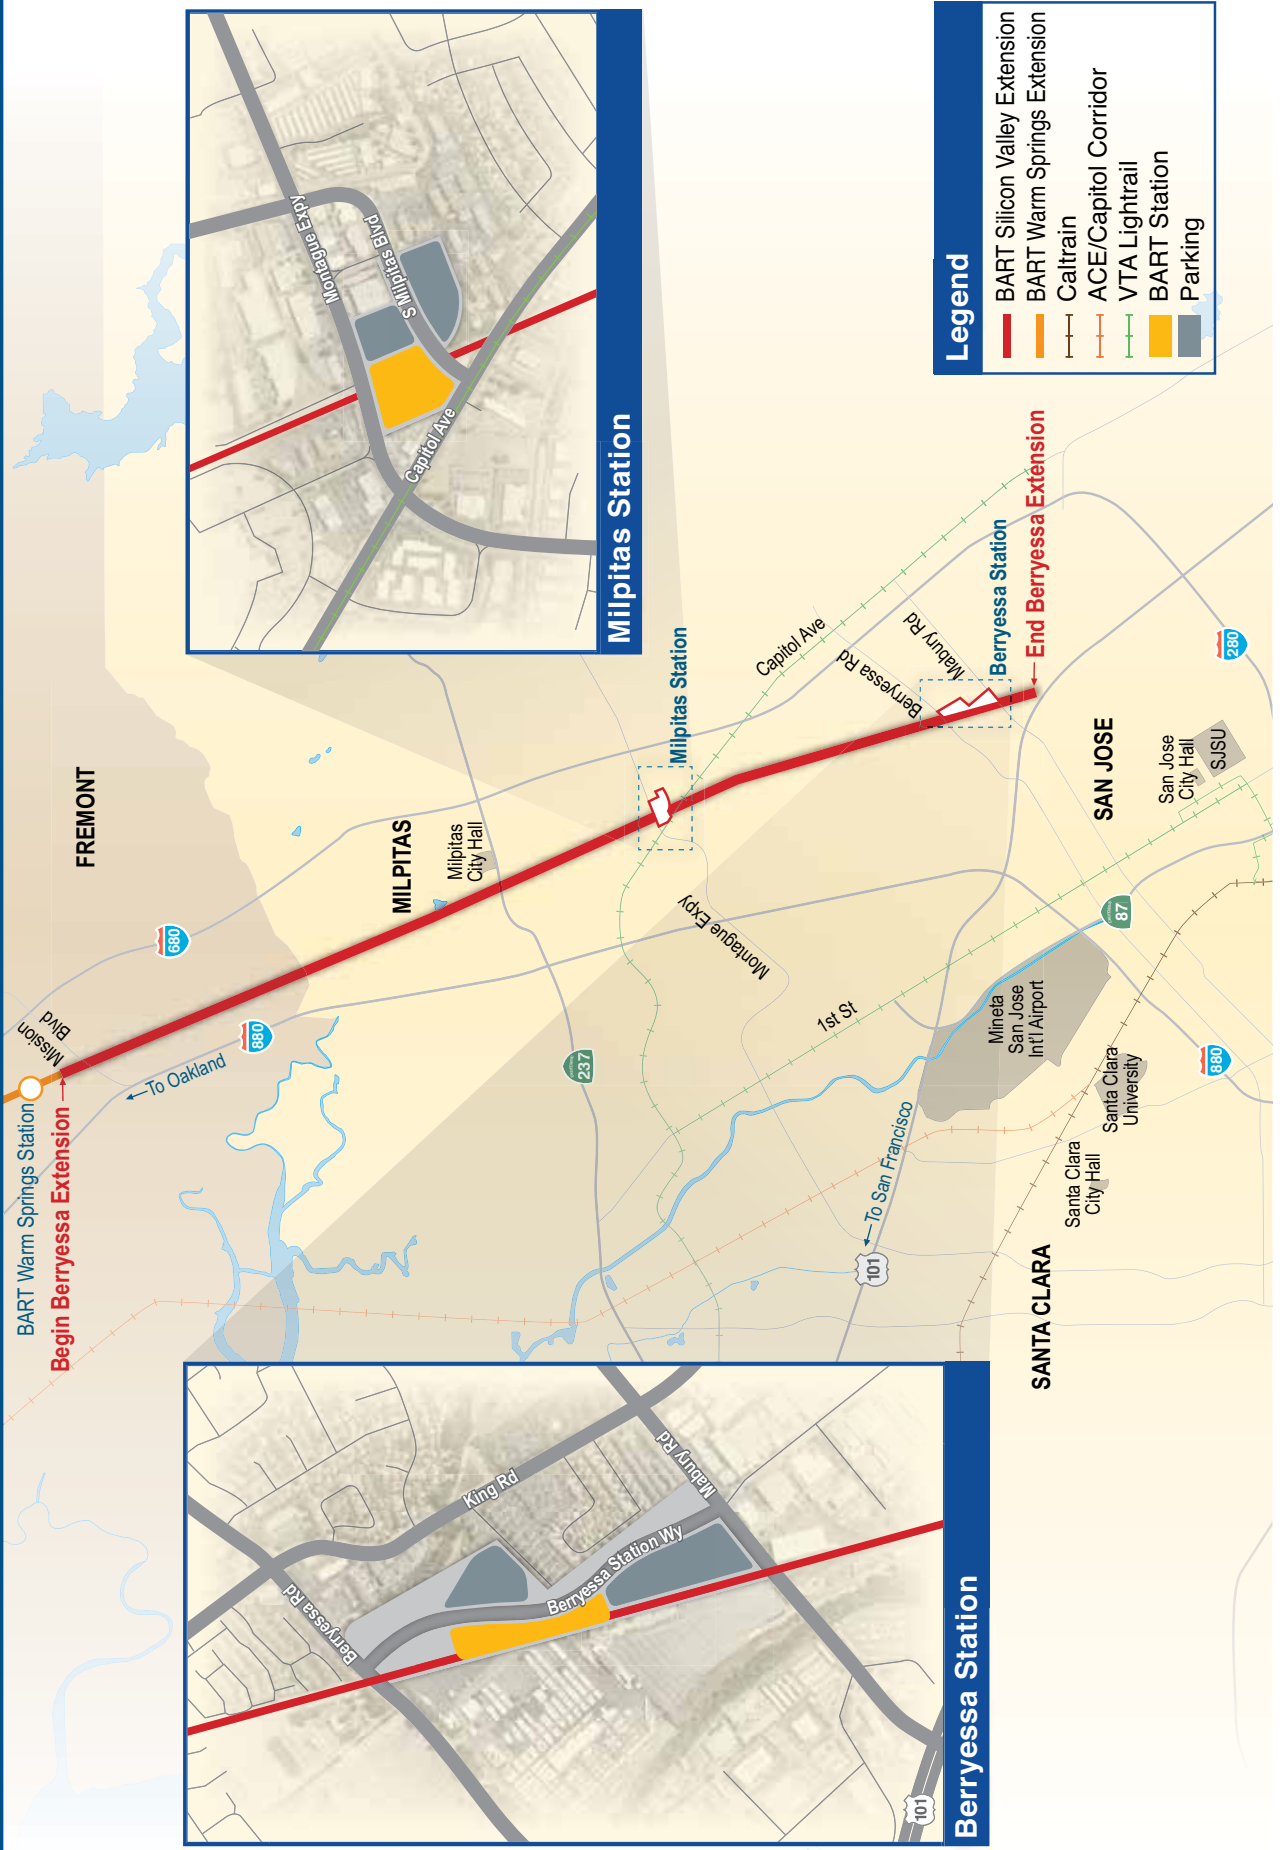 BART Warm Springs Station
Begin Berryessa Extension
Mission
Blvd
To Oakland
880
680
FREMONT
MILPITAS
Milpitas
City Hall
237
Milpitas Station
Montague Expy
Capitol Ave
1st St
Berryessa Rd
Mabury Rd
Berryessa Station
End Berryessa Extension
To San Francisco
101
Mineta
San Jose
Int'l Airport
SANTA CLARA
Santa Clara
City Hall
Santa Clara
University
CALIFORNIA
87
880
SAN JOSE
San Jose
City Hall
SJSU
280
Montague Expy
S Milpitas Blvd
Capitol Ave
Milpitas Station
Berryessa Rd
King Rd
Berryessa Station Wy
Mabury Rd
101
Berryessa Station
Legend
BART Silicon Valley Extension
BART Warm Springs Extension
Caltrain
ACE/Capitol Corridor
VTA Lightrail
BART Station
Parking